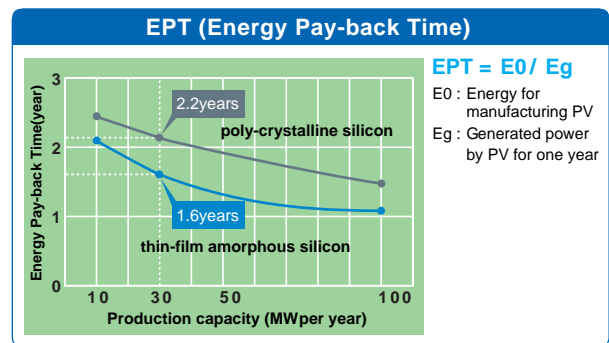 EPT (Energy Pay-back Time)
3
2
1
0
Energy Pay-back Time(year)
2.2years
poly-crystalline silicon
1.6years
thin-film amorphous silicon
10 30 50 100
Production capacity (MWper year)
EPT = E0/ Eg
E0 : Energy for
manufacturing PV
Eg : Generated power
by PV for one year